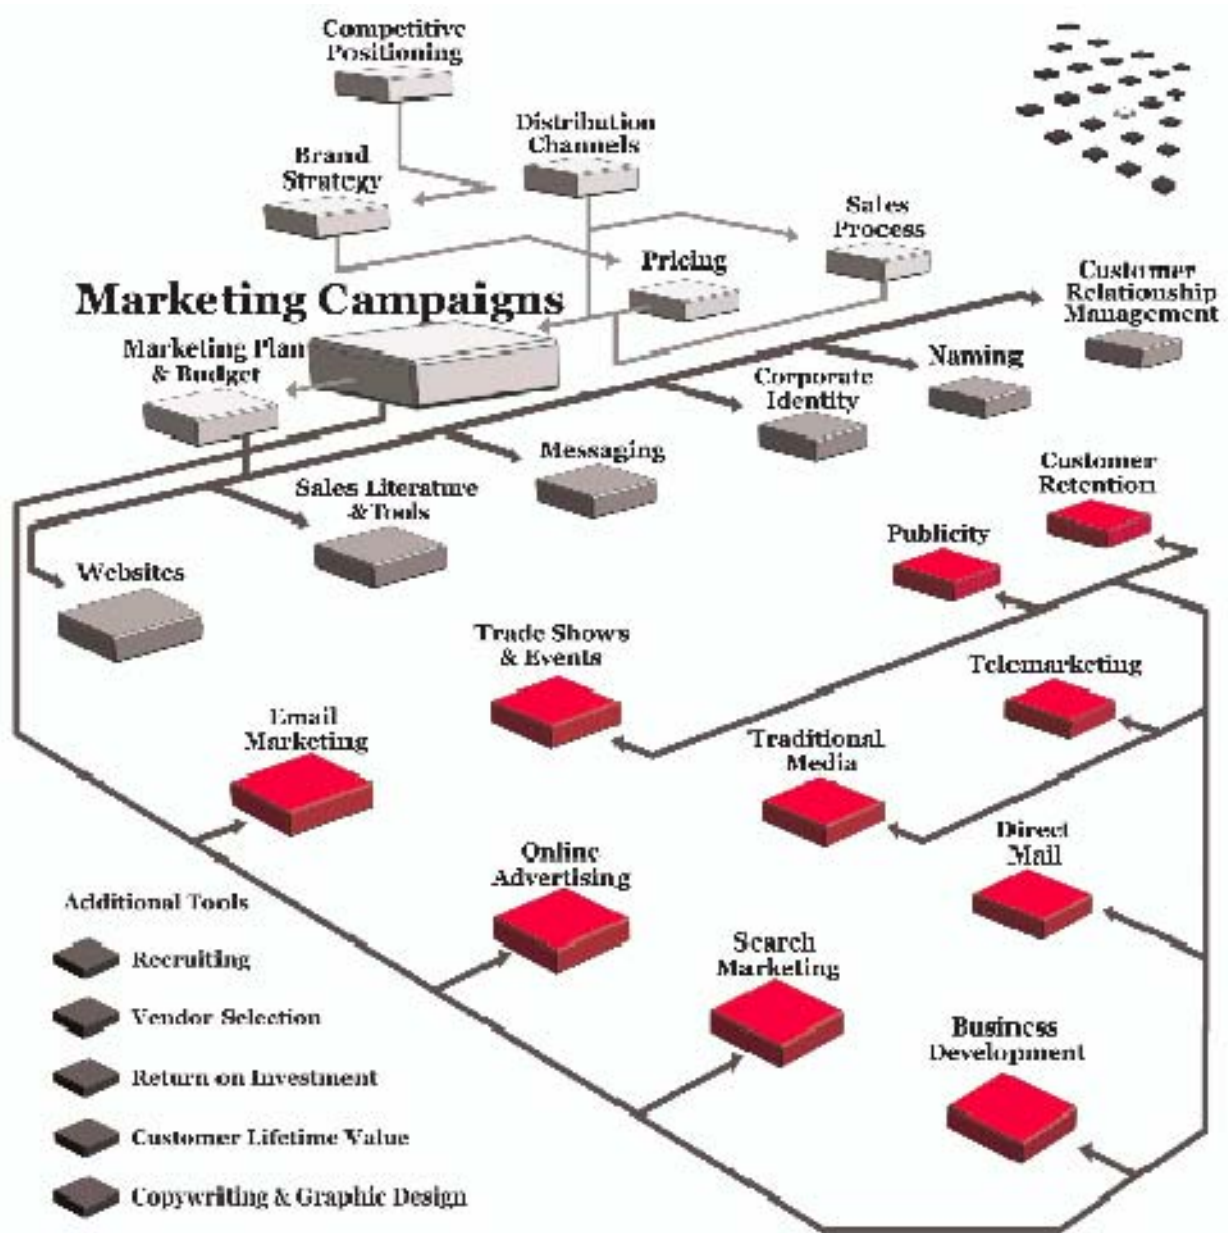 Competitive
Positioning
Distribution
Channels
Brand
Strategy
Sales
Process
Pricing
Customer
Relationship
Management
Marketing Campaigns
Marketing Plan
& Budget
Naming
Corporate
Identity
Messaging
Sales Literature
& Tools
Websites
Customer
Retention
Publicity
Trade Shows
& Events
Telemarketing
Email
Marketing
Traditional
Media
Direct
Mail
Online
Advertising
Search
Marketing
Business
Development
Additional Tools
Recruiting
Vendor Selection
Return on Investment
Customer Lifetime Value
Copywriting & Graphic Design